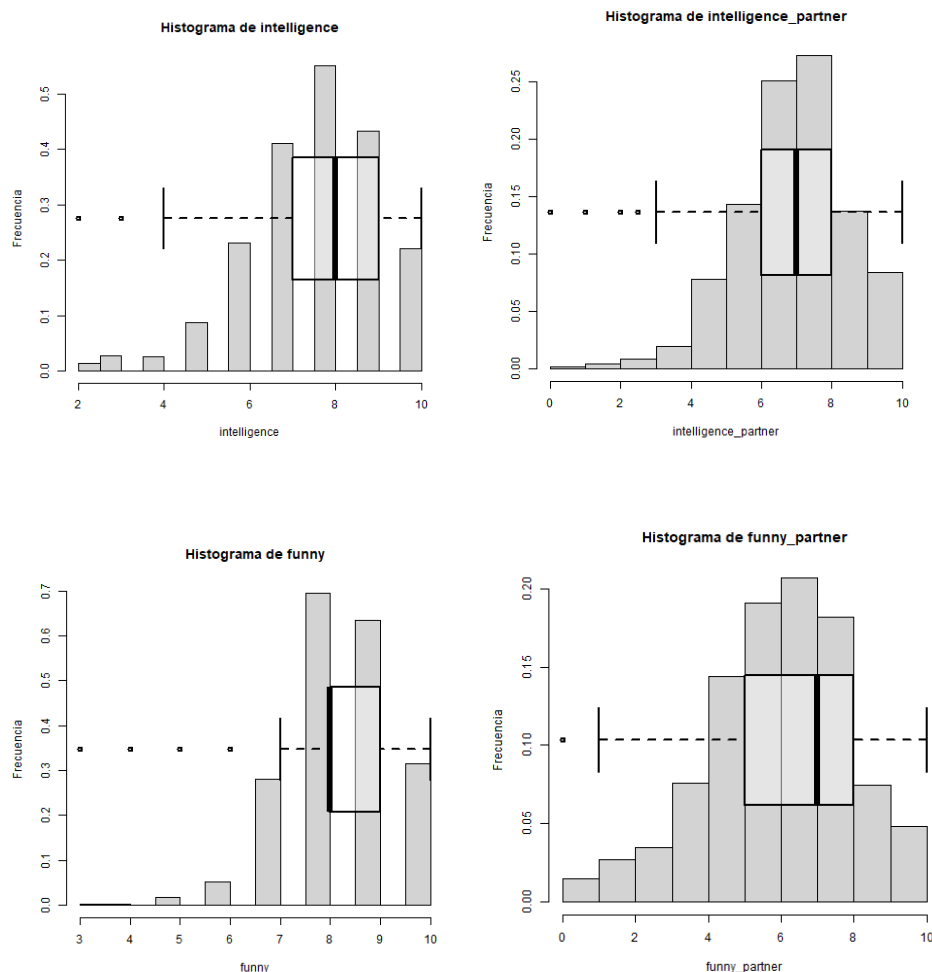 Histograma de intelligence
Frecuencia
0.0 0.1 0.2 0.3 0.4 0.5
2 4 6 8 10
intelligence
Histograma de intelligence_partner
Frecuencia
0.00 0.05 0.10 0.15 0.20 0.25
0 2 4 6 8 10
intelligence_partner
Histograma de funny
Frecuencia
0.0 0.1 0.2 0.3 0.4 0.5 0.6 0.7
3 4 5 6 7 8 9 10
funny
Histograma de funny_partner
Frecuencia
0.00 0.05 0.10 0.15 0.20
0 2 4 6 8 10
funny_partner